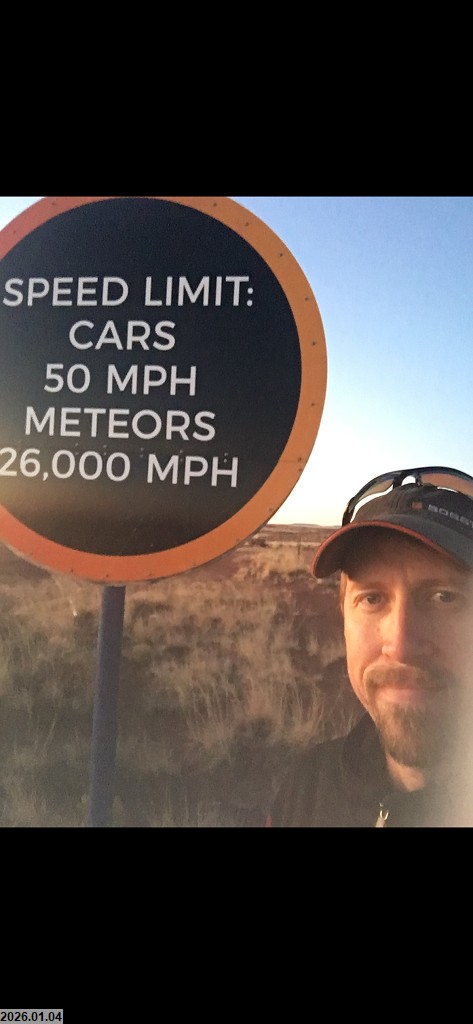 SPEED LIMIT:
CARS
50 MPH
METEORS
26,000 MPH
2026.01.04